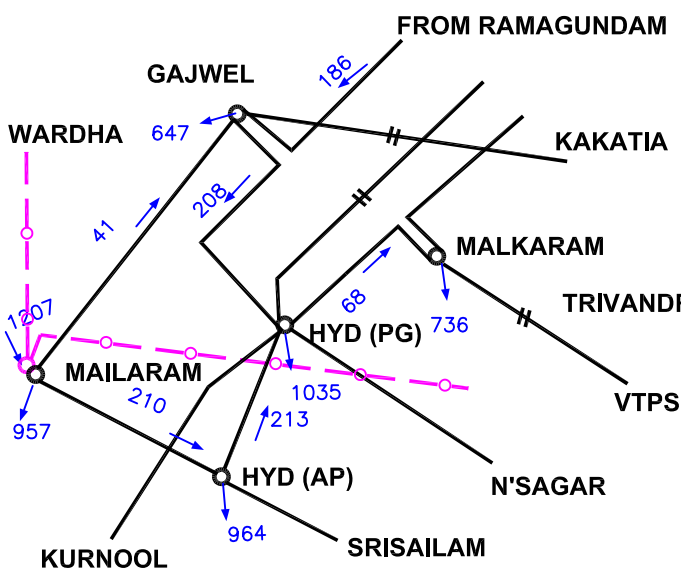 FROM RAMAGUNDAM
GAJWEL
186
WARDHA
647
KAKATIA
208
41
MALKARAM
1207
68
736
TRIVANDR
HYD (PG)
MAILARAM
1035
210
213
957
VTPS
HYD (AP)
N'SAGAR
964
KURNOOL
SRISAILAM